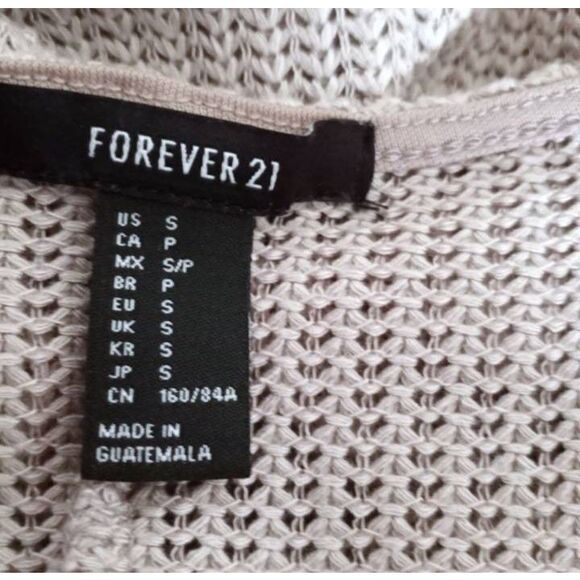 FOREVER 21
US S
CA P
MX S/P
BR P
EU S
UK S
KR S
JP S
CN 160/84A
MADE IN
GUATEMALA